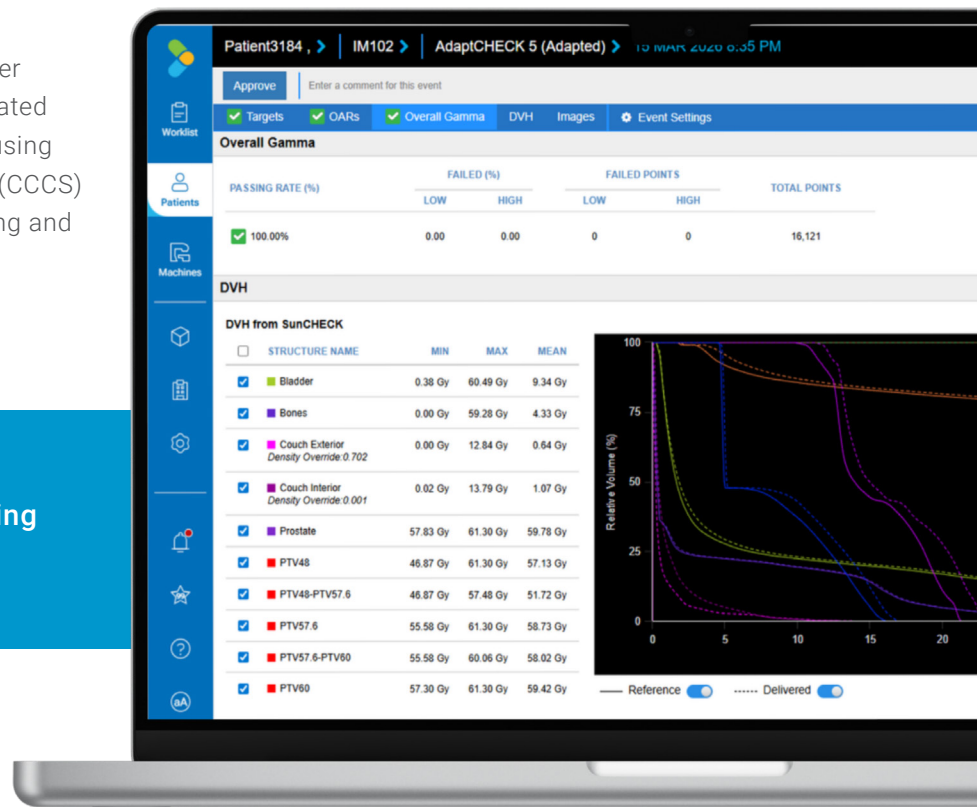 er
ated
using
(CCCS)
ng and
ing
Patient3184 , IM102 AdaptCHECK 5 (Adapted) 15 MAR 2026 8:35 PM
Approve Enter a comment for this event
Targets OARs Overall Gamma DVH Images Event Settings
Worklist
Patients
Machines
aA
Overall Gamma
PASSING RATE (%) FAILED (%) FAILED POINTS TOTAL POINTS
LOW HIGH LOW HIGH
100.00% 0.00 0.00 0 0 16,121
DVH
DVH from SunCHECK
STRUCTURE NAME MIN MAX MEAN
Bladder 0.38 Gy 60.49 Gy 9.34 Gy
Bones 0.00 Gy 59.28 Gy 4.33 Gy
Couch Exterior 0.00 Gy 12.84 Gy 0.64 Gy
Density Override:0.702
Couch Interior 0.02 Gy 13.79 Gy 1.07 Gy
Density Override:0.001
Prostate 57.83 Gy 61.30 Gy 59.78 Gy
PTV48 46.87 Gy 61.30 Gy 57.13 Gy
PTV48-PTV57.6 46.87 Gy 57.48 Gy 51.72 Gy
PTV57.6 55.58 Gy 61.30 Gy 58.73 Gy
PTV57.6-PTV60 55.58 Gy 60.06 Gy 58.02 Gy
PTV60 57.30 Gy 61.30 Gy 59.42 Gy
Relative Volume (%)
100
75
50
25
0
0 5 10 15 20
Reference Delivered